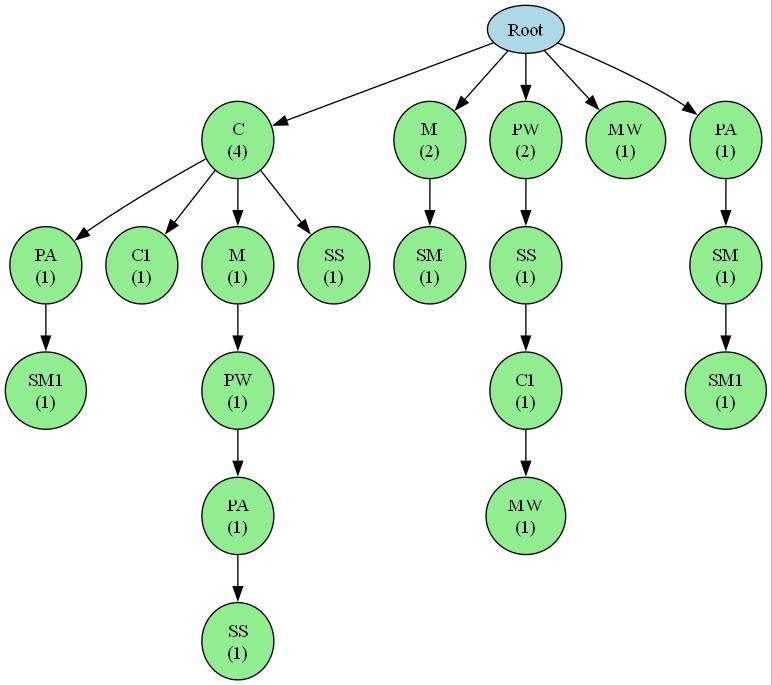 Root
C
(4)
M
(2)
PW
(2)
MW
(1)
PA
(1)
PA
(1)
C1
(1)
M
(1)
SS
(1)
SM
(1)
SS
(1)
SM
(1)
SM1
(1)
PW
(1)
C1
(1)
SM1
(1)
PA
(1)
MW
(1)
SS
(1)